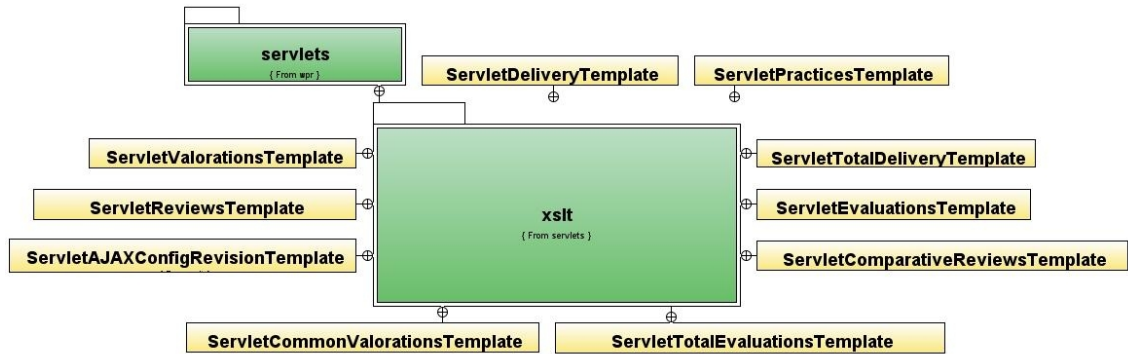 servlets
{ From wpr }
ServletDeliveryTemplate
ServletPracticesTemplate
ServletValorationsTemplate
ServletTotalDeliveryTemplate
ServletReviewsTemplate
xslt
{ From servlets }
ServletEvaluationsTemplate
ServletAJAXConfigRevisionTemplate
ServletComparativeReviewsTemplate
ServletCommonValorationsTemplate
ServletTotalEvaluationsTemplate